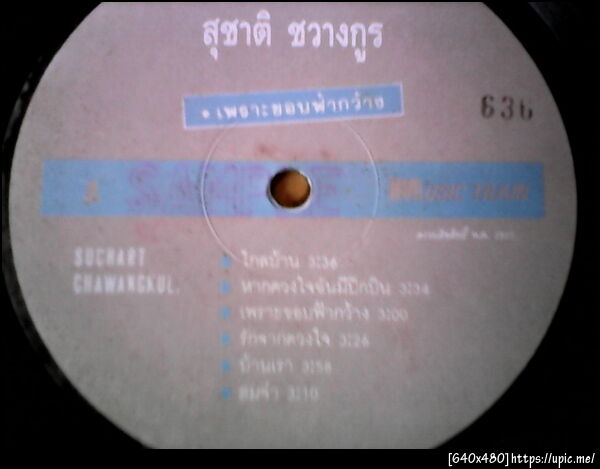 สุชาติ ชวางกูร
• เพราะขอบฟ้ากว้าง
636
A SAMPLE MUSIC TRAIN
SUCHART
CHAWANGKUL.
ไกลบ้าน 3:36
หากดวงใจฉันมีปีกบิน 3:34
เพราะขอบฟ้ากว้าง 3:00
รักจากดวงใจ 3:26
บ้านเรา 3:58
ลมจ๋า 3:10
[640x480]https://upic.me/